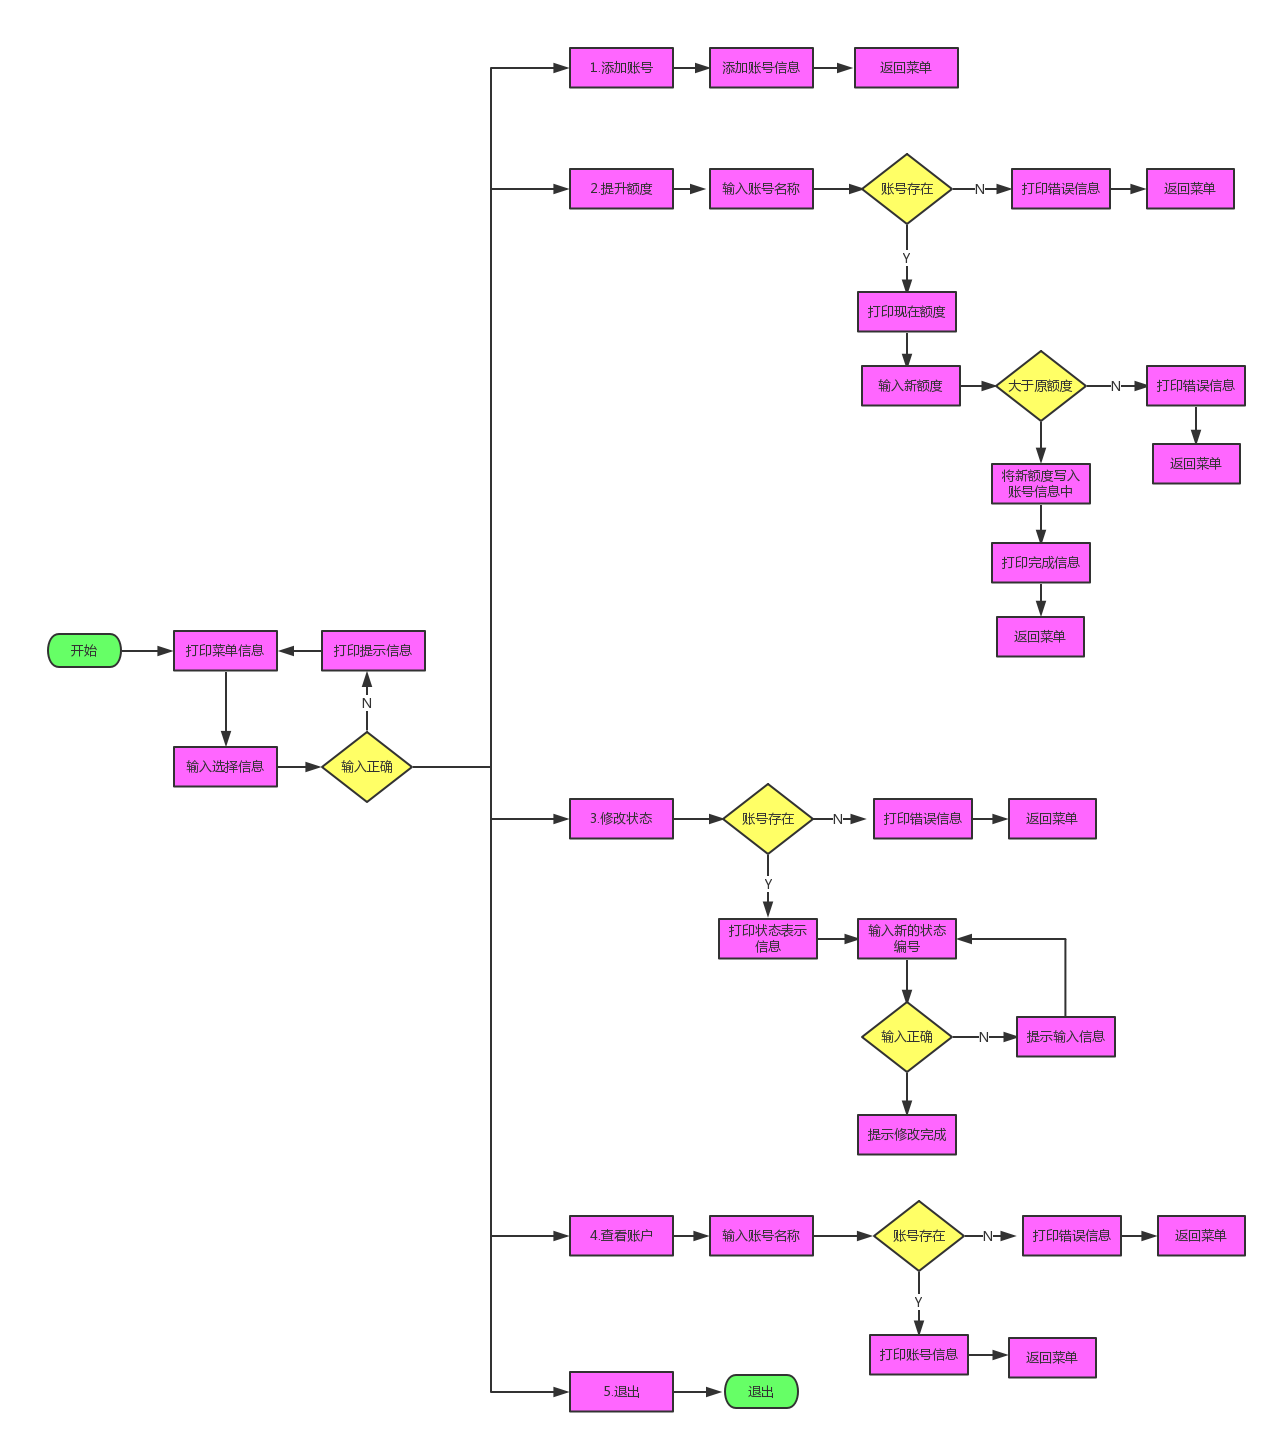 1.添加账号
添加账号信息
返回菜单
2.提升额度
输入账号名称
账号存在
N
打印错误信息
返回菜单
Y
打印现在额度
输入新额度
大于原额度
N
打印错误信息
返回菜单
将新额度写入
账号信息中
打印完成信息
返回菜单
开始
打印菜单信息
打印提示信息
N
输入选择信息
输入正确
3.修改状态
账号存在
N
打印错误信息
返回菜单
Y
打印状态表示
信息
输入新的状态
编号
输入正确
N
提示输入信息
提示修改完成
4.查看账户
输入账号名称
账号存在
N
打印错误信息
返回菜单
Y
打印账号信息
返回菜单
5.退出
退出